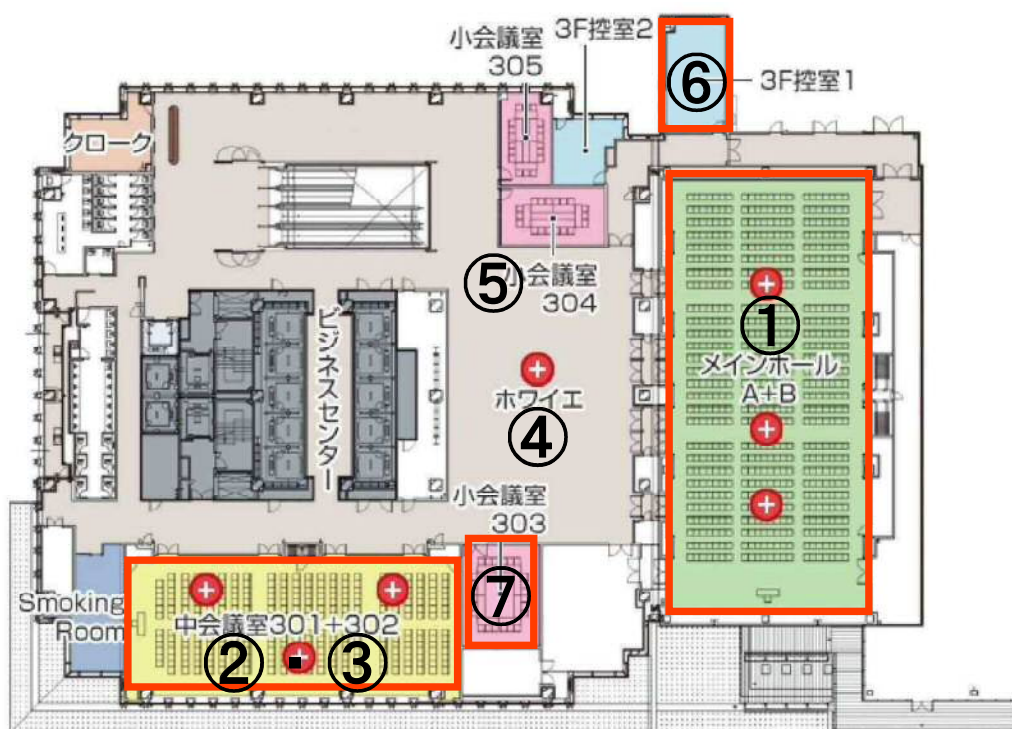 小会議室
305
3F控室2
⑥
3F控室1
クローク
小会議室
304
⑤
ビジネスセンター
①
メインホール
A+B
ホワイエ
④
小会議室
303
⑦
Smoking
Room
中会議室301+302
②
③